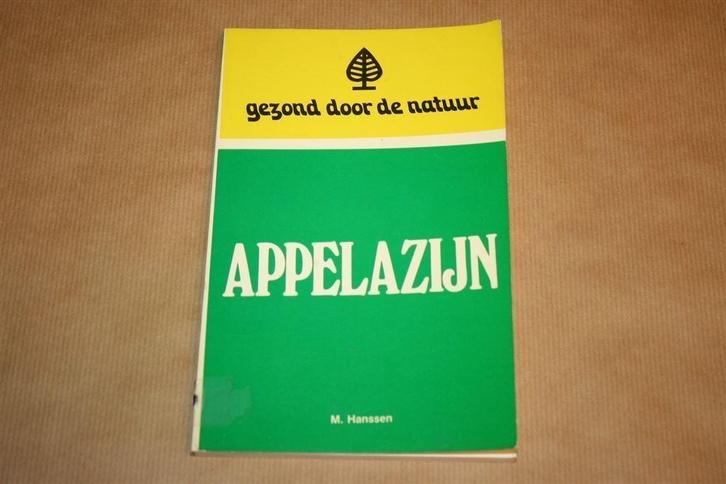 gezond door de natuur
APPELAZIJN
M. Hanssen